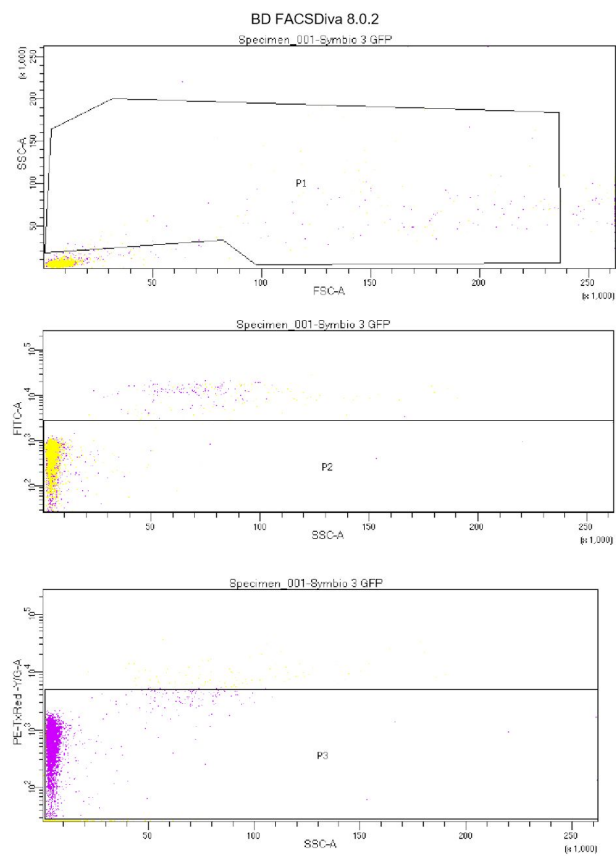 BD FACSDiva 8.0.2
Specimen_001-Symbio 3 GFP
(x 1,000)
SSC-A
250
200
150
100
50
P1
50 100 150 200 250
FSC-A
(x 1,000)
Specimen_001-Symbio 3 GFP
FITC-A
10^5
10^4
10^3
10^2
P2
50 100 150 200 250
SSC-A
(x 1,000)
Specimen_001-Symbio 3 GFP
PE-TxRed -Y/G-A
10^5
10^4
10^3
10^2
P3
50 100 150 200 250
SSC-A
(x 1,000)